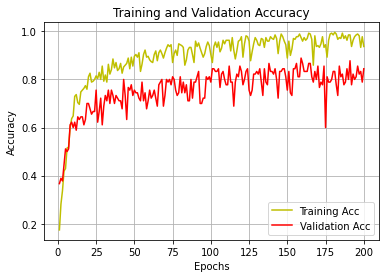 Training and Validation Accuracy
Accuracy
1.0
0.8
0.6
0.4
0.2
Training Acc
Validation Acc
0 25 50 75 100 125 150 175 200
Epochs